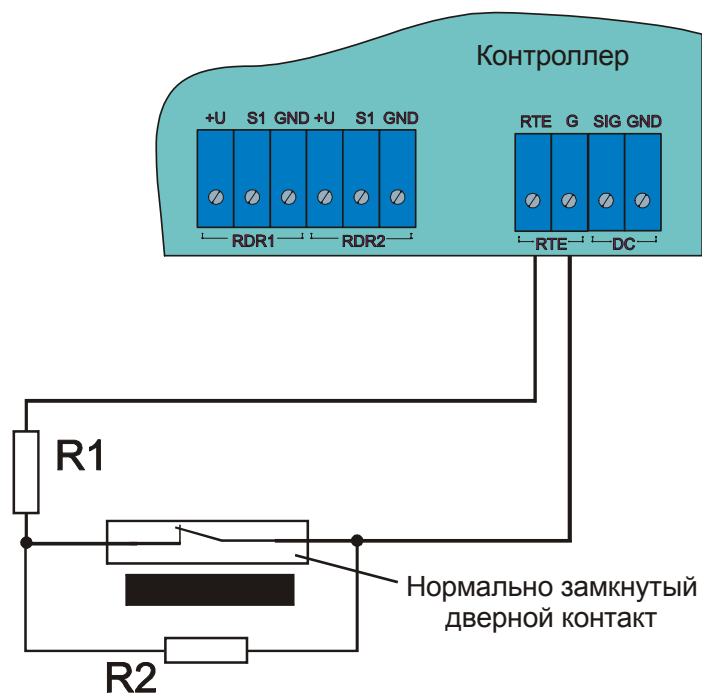 Контроллер
+U S1 GND +U S1 GND
RTE G SIG GND
RDR1 RDR2
RTE DC
R1
Нормально замкнутый
дверной контакт
R2